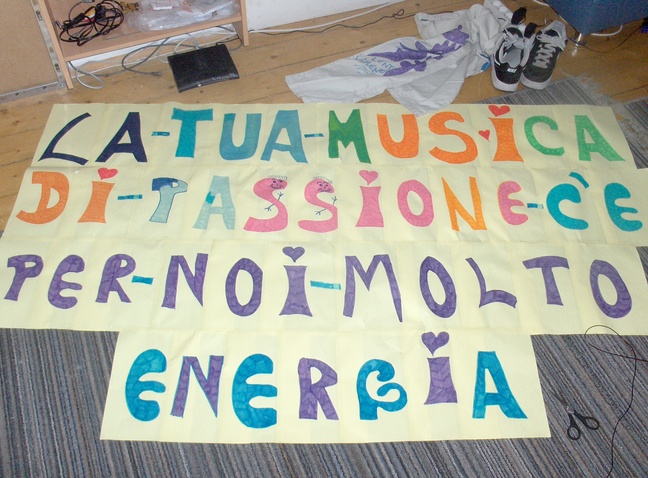 LA-TUA-MUSiCA
Di-PASSiONE-C'È
PER-NOi-MOLTO
ENERGiA